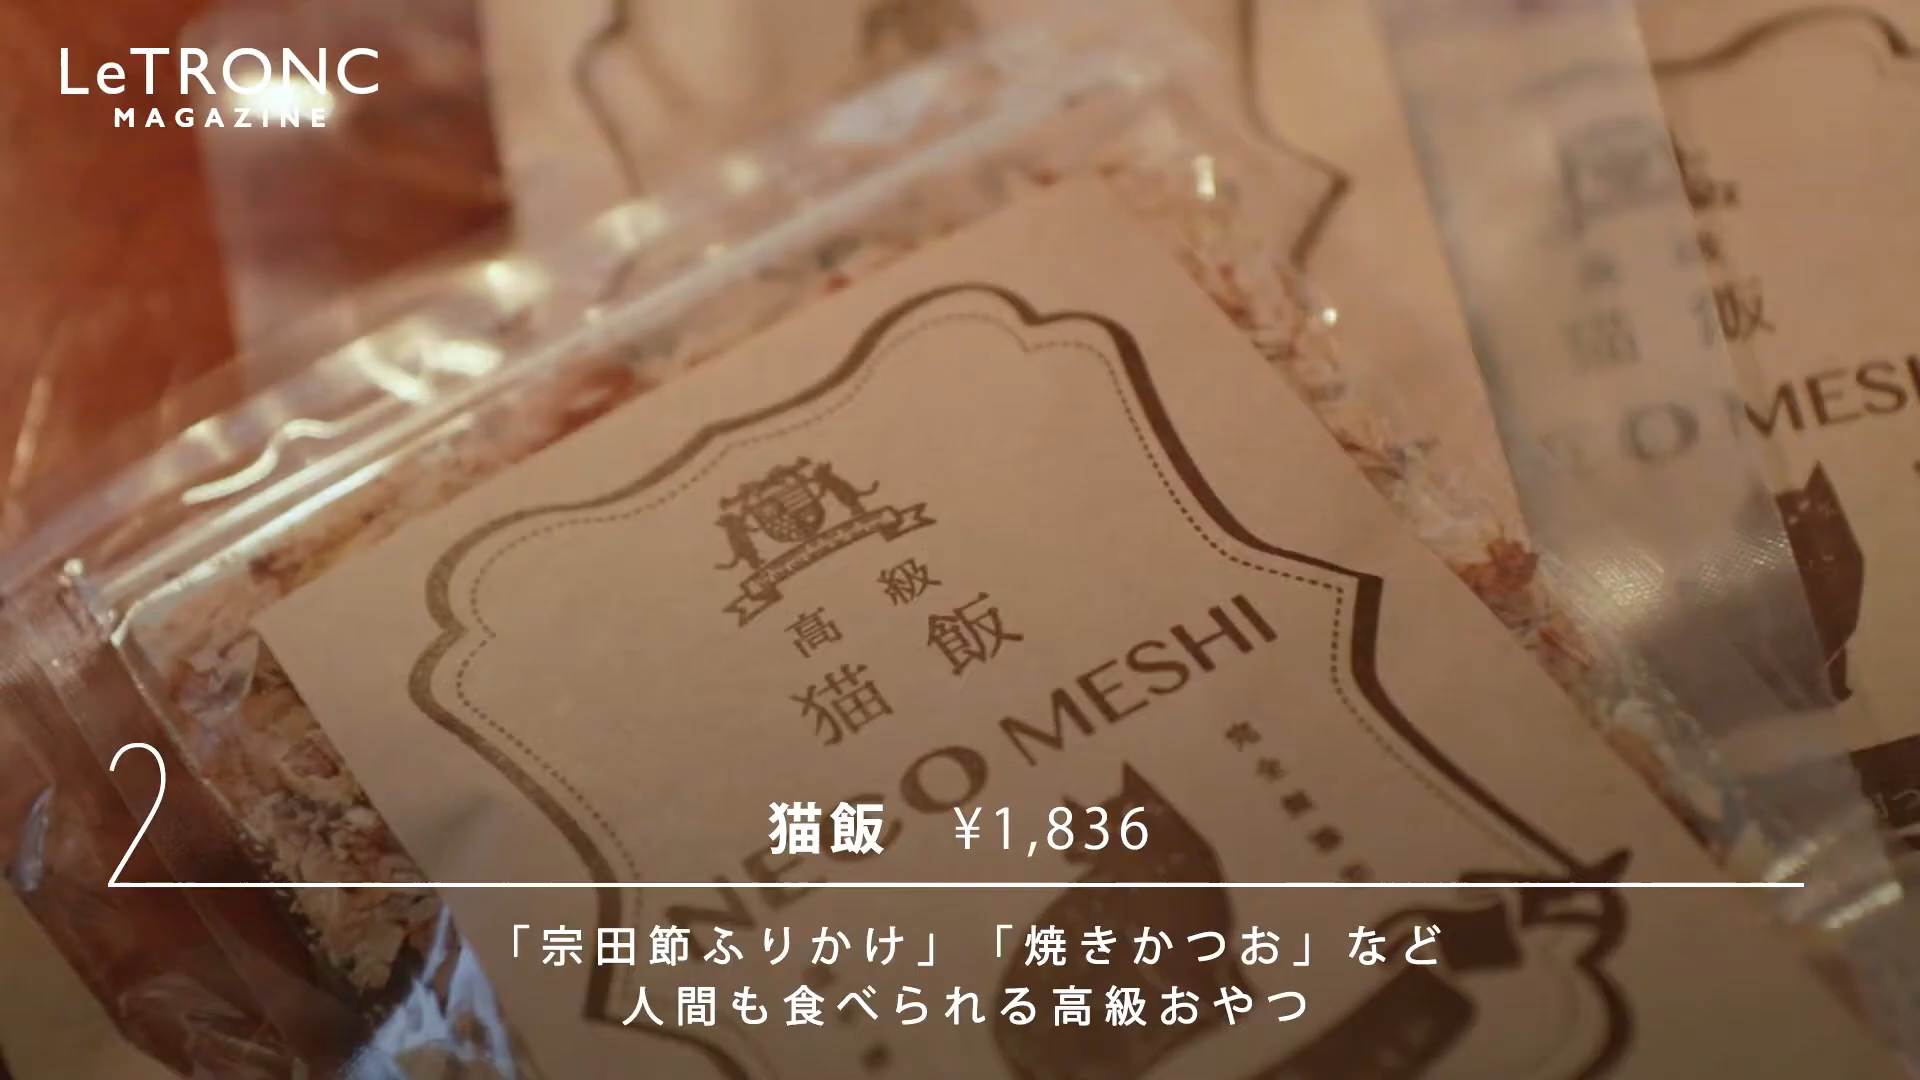 LeTRONC
MAGAZINE
高級
猫飯
NECO MESHI
飯
MESH
2
猫飯 ¥1,836
「宗田節ふりかけ」「焼きかつお」など
人間も食べられる高級おやつ